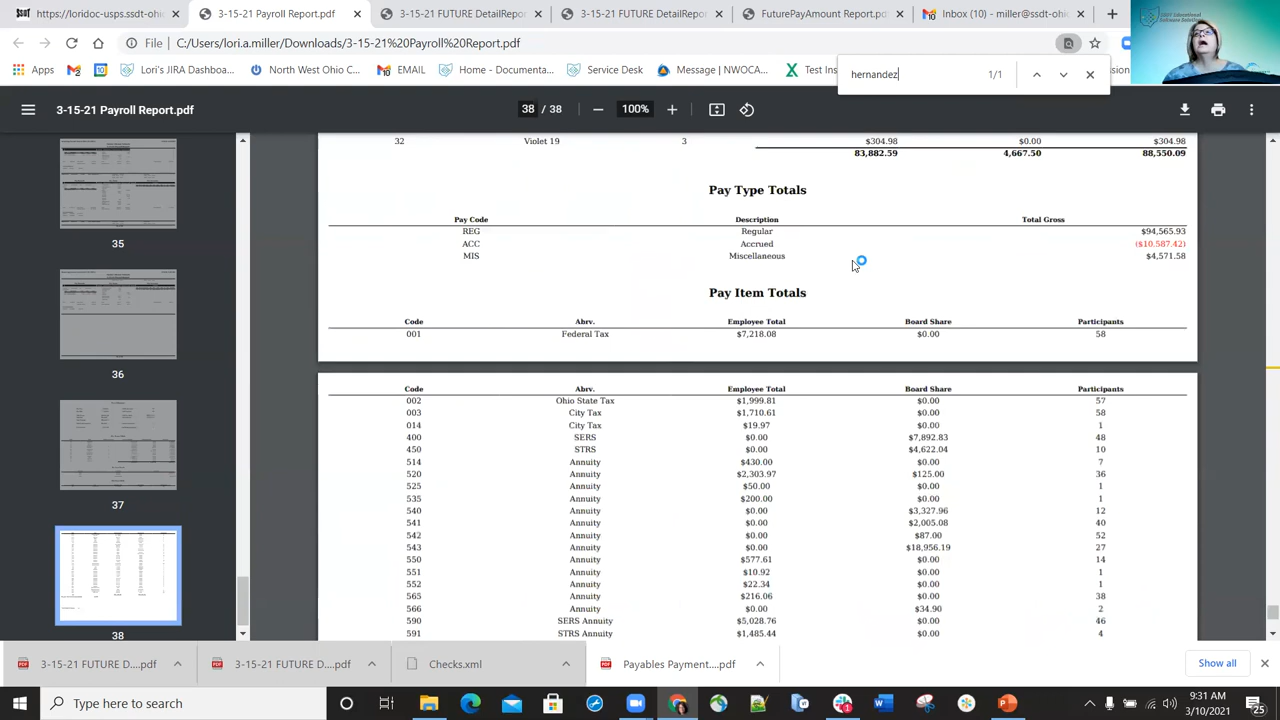 SSDT
https://loridc-usps.ssdt-ohio
3-15-21 Payroll Report.pdf
3-15-21 FUTURE DetailRepor
3-15-21 FUTURE DetailRepor
FuturePayAmount Report.pd
Inbox (10) - miller@ssdt-ohio
File
C:/Users/lori.a.miller/Downloads/3-15-21%20Payroll%20Report.pdf
Apps
Lori's JIRA Dashboa...
North West Ohio C...
EMAIL
Home - Documenta...
Service Desk
Message | NWOCA...
Test Ins
hernandez
1/1
3-15-21 Payroll Report.pdf
38 / 38
100%
32 Violet 19 3 $304.98 $0.00 $304.98
83,882.59 4,667.50 88,550.09
Pay Type Totals
Pay Code Description Total Gross
REG Regular $94,565.93
ACC Accrued ($10.587.42)
MIS Miscellaneous $4,571.58
Pay Item Totals
Code Abrv. Employee Total Board Share Participants
001 Federal Tax $7,218.08 $0.00 58
Code Abrv. Employee Total Board Share Participants
002 Ohio State Tax $1,999.81 $0.00 57
003 City Tax $1,710.61 $0.00 58
014 City Tax $19.97 $0.00 1
400 SERS $0.00 $7,892.83 48
450 STRS $0.00 $4,622.04 10
514 Annuity $430.00 $0.00 7
520 Annuity $2,303.97 $125.00 36
525 Annuity $50.00 $0.00 1
535 Annuity $200.00 $0.00 1
540 Annuity $0.00 $3,327.96 12
541 Annuity $0.00 $2,005.08 40
542 Annuity $0.00 $87.00 52
543 Annuity $0.00 $18,956.19 27
550 Annuity $577.61 $0.00 14
551 Annuity $10.92 $0.00 1
552 Annuity $22.34 $0.00 1
565 Annuity $216.06 $0.00 38
566 Annuity $0.00 $34.90 2
590 SERS Annuity $5,028.76 $0.00 46
591 STRS Annuity $1,485.44 $0.00 4
35
36
37
38
3-15-21 FUTURE D....pdf
3-15-21 FUTURE D....pdf
Checks.xml
Payables Payment....pdf
Show all
Type here to search
9:31 AM
3/10/2021
25